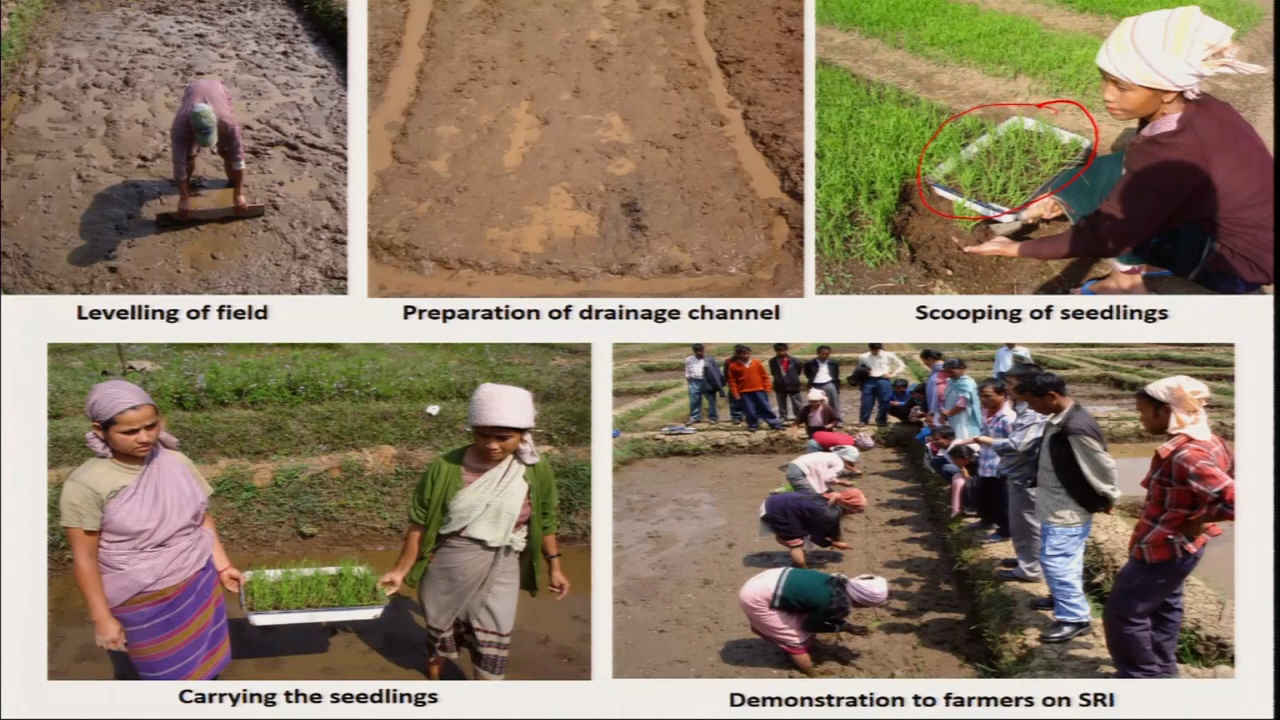 Levelling of field
Preparation of drainage channel
Scooping of seedlings
Carrying the seedlings
Demonstration to farmers on SRI